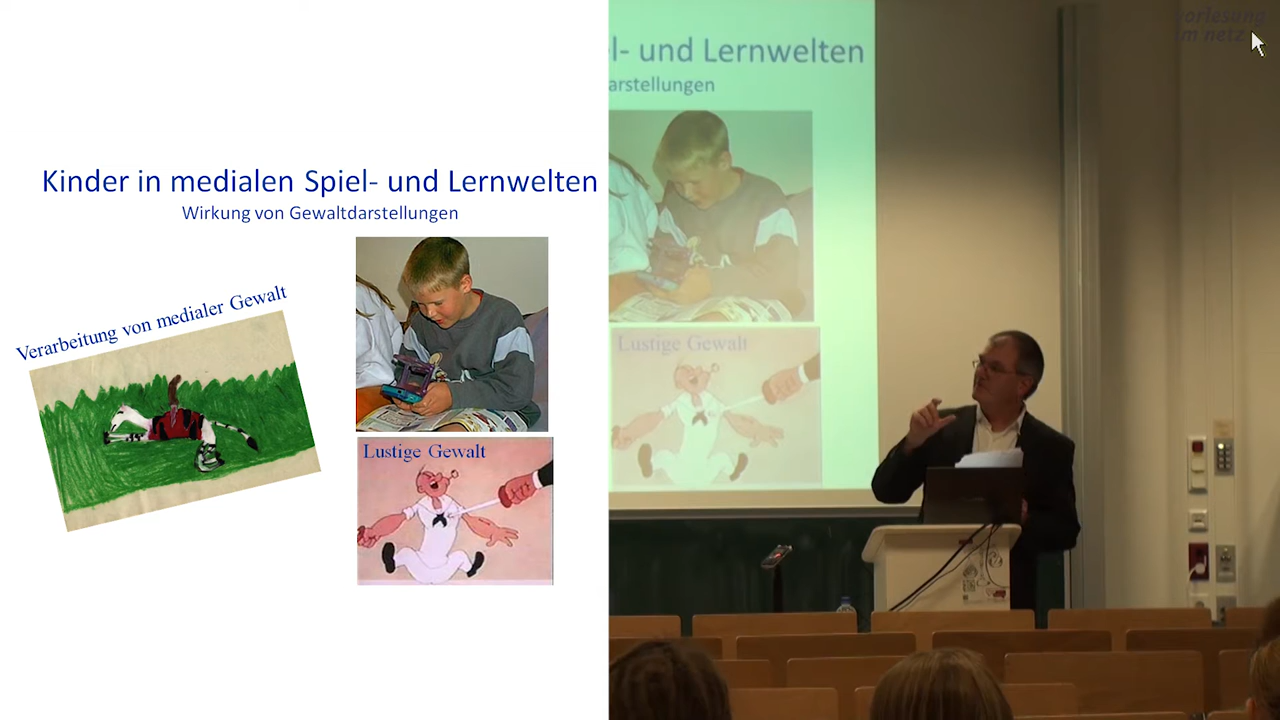 Kinder in medialen Spiel- und Lernwelten
Wirkung von Gewaltdarstellungen
Verarbeitung von medialer Gewalt
Lustige Gewalt
l- und Lernwelten
arstellungen
Lustige Gewalt
vorlesung
im netz